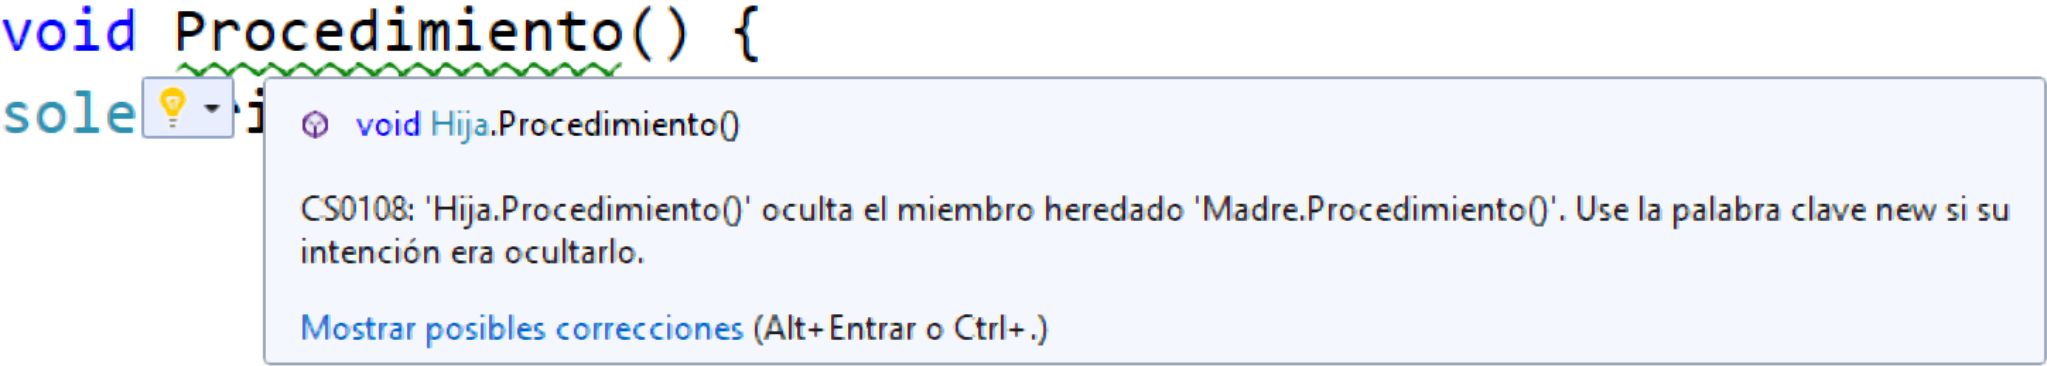 void Procedimiento() {
sole
void Hija.Procedimiento()
CS0108: 'Hija.Procedimiento()' oculta el miembro heredado 'Madre.Procedimiento()'. Use la palabra clave new si su
intención era ocultarlo.
Mostrar posibles correcciones (Alt+Entrar o Ctrl+.)